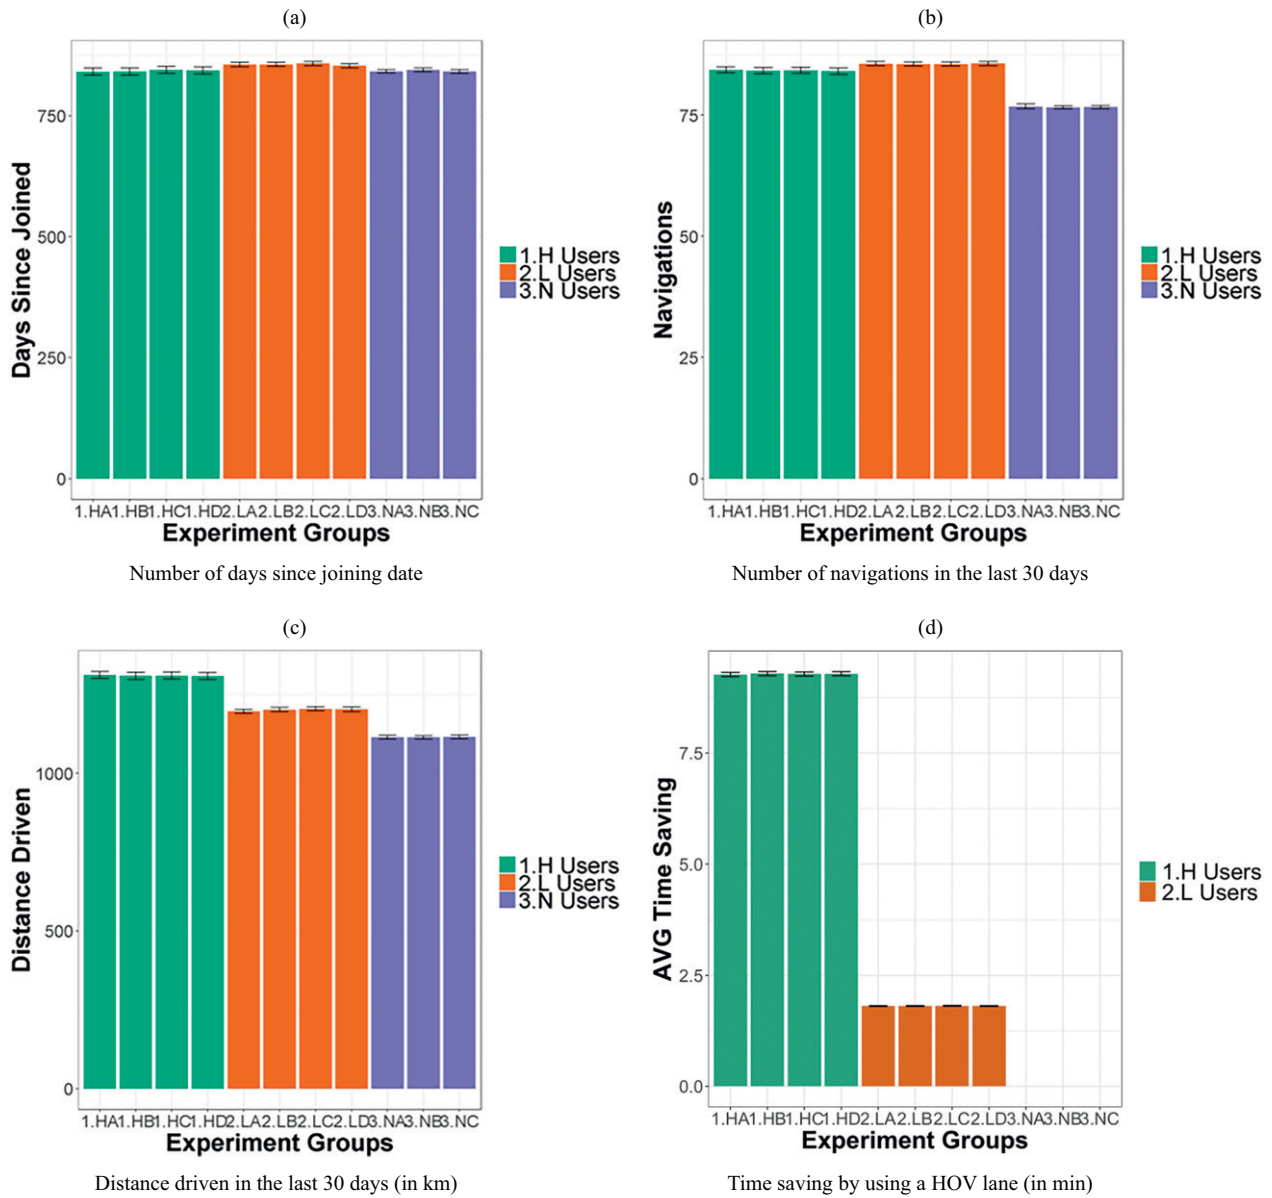 (a)
750
500
250
0
Days Since Joined
1.HA1.HB1.HC1.HD2.LA2.LB2.LC2.LD3.NA3.NB3.NC
Experiment Groups
1.H Users
2.L Users
3.N Users
Number of days since joining date
(b)
75
50
25
0
Navigations
1.HA1.HB1.HC1.HD2.LA2.LB2.LC2.LD3.NA3.NB3.NC
Experiment Groups
1.H Users
2.L Users
3.N Users
Number of navigations in the last 30 days
(c)
1000
500
0
Distance Driven
1.HA1.HB1.HC1.HD2.LA2.LB2.LC2.LD3.NA3.NB3.NC
Experiment Groups
1.H Users
2.L Users
3.N Users
Distance driven in the last 30 days (in km)
(d)
7.5
5.0
2.5
0.0
AVG Time Saving
1.HA1.HB1.HC1.HD2.LA2.LB2.LC2.LD3.NA3.NB3.NC
Experiment Groups
1.H Users
2.L Users
Time saving by using a HOV lane (in min)